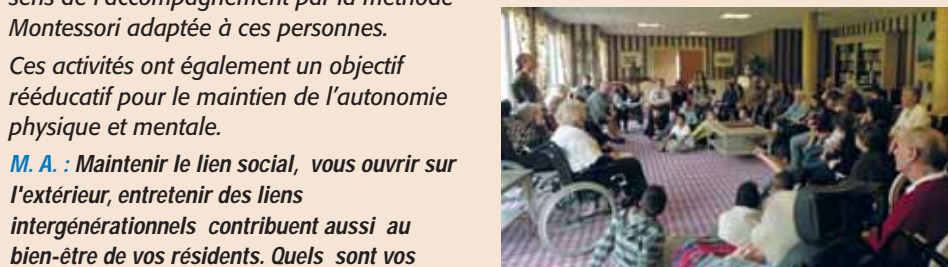 sens de l'accompagnement par la méthode
Montessori adaptée à ces personnes.
Ces activités ont également un objectif
rééducatif pour le maintien de l'autonomie
physique et mentale.
M. A. : Maintenir le lien social, vous ouvrir sur
l'extérieur, entretenir des liens
intergénérationnels contribuent aussi au
bien-être de vos résidents. Quels sont vos